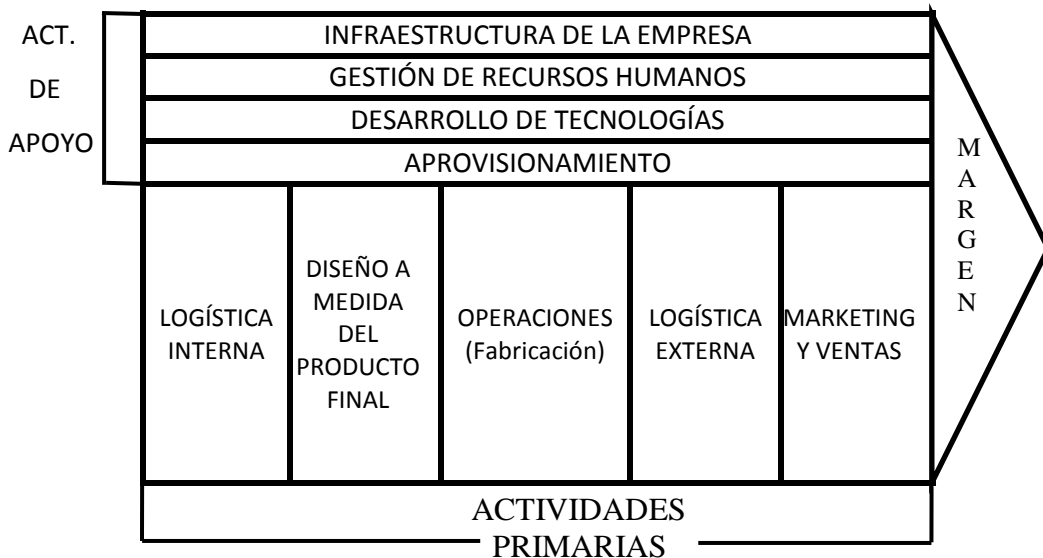 ACT.
DE
APOYO
INFRAESTRUCTURA DE LA EMPRESA
GESTIÓN DE RECURSOS HUMANOS
DESARROLLO DE TECNOLOGÍAS
APROVISIONAMIENTO
LOGÍSTICA
INTERNA
DISEÑO A
MEDIDA
DEL
PRODUCTO
FINAL
OPERACIONES
(Fabricación)
LOGÍSTICA
EXTERNA
MARKETING
Y VENTAS
M
A
R
G
E
N
ACTIVIDADES
PRIMARIAS